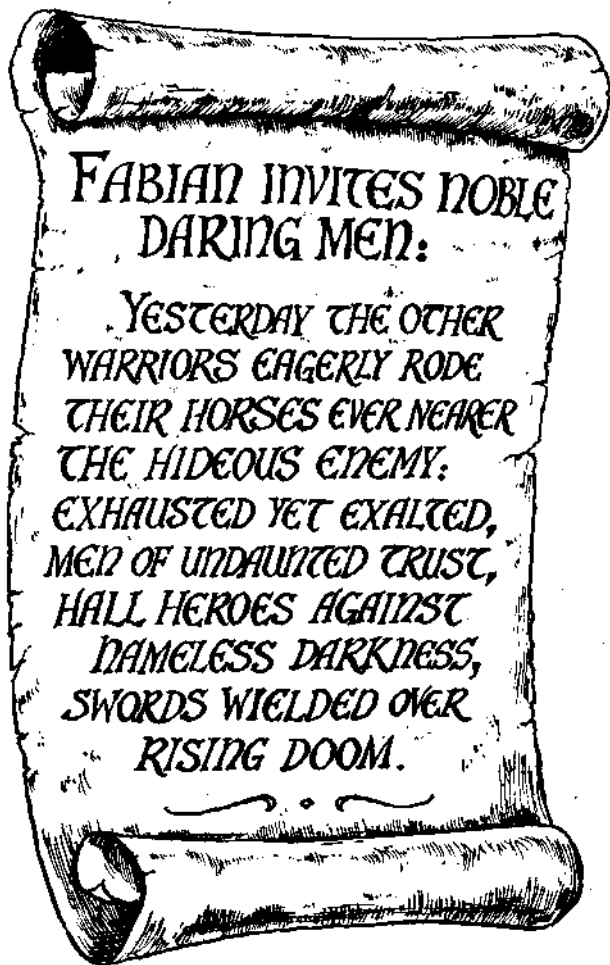 FABIAN INVITES NOBLE
DARING MEN:
YESTERDAY THE OTHER
WARRIORS EAGERLY RODE
THEIR HORSES EVER NEARER
THE HIDEOUS ENEMY:
EXHAUSTED YET EXALTED,
MEN OF UNDAUNTED TRUST,
HALL HEROES AGAINST
NAMELESS DARKNESS,
SWORDS WIELDED OVER
RISING DOOM.